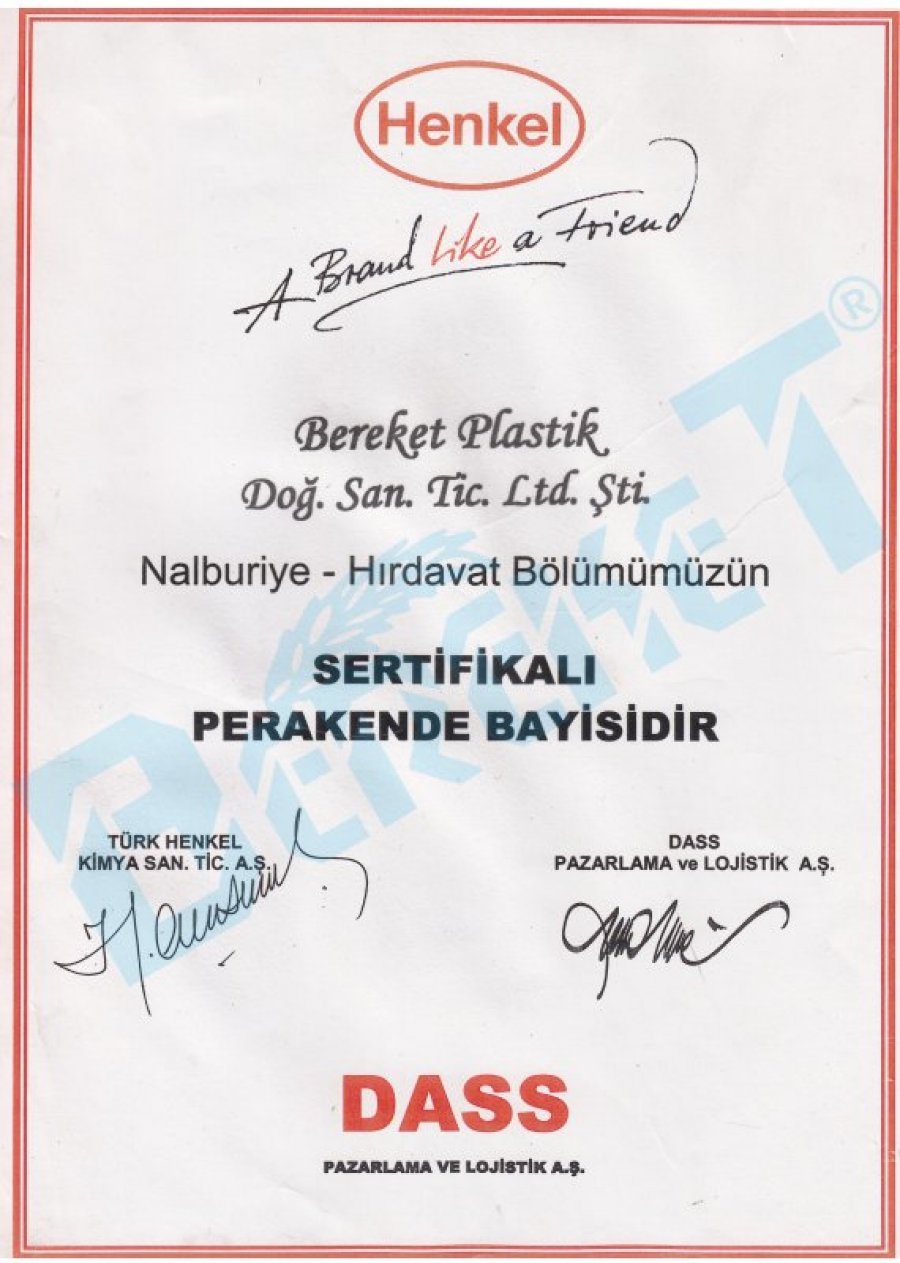 Henkel
A Brand like a Friend
®
Bereket Plastik
Doğ. San. Tic. Ltd. Şti.
Nalburiye - Hırdavat Bölümümüzün
BEREKET
SERTİFİKALI
PERAKENDE BAYİSİDİR
TÜRK HENKEL
KİMYA SAN. TİC. A.Ş.
DASS
PAZARLAMA ve LOJİSTİK A.Ş.
DASS
PAZARLAMA VE LOJİSTİK A.Ş.